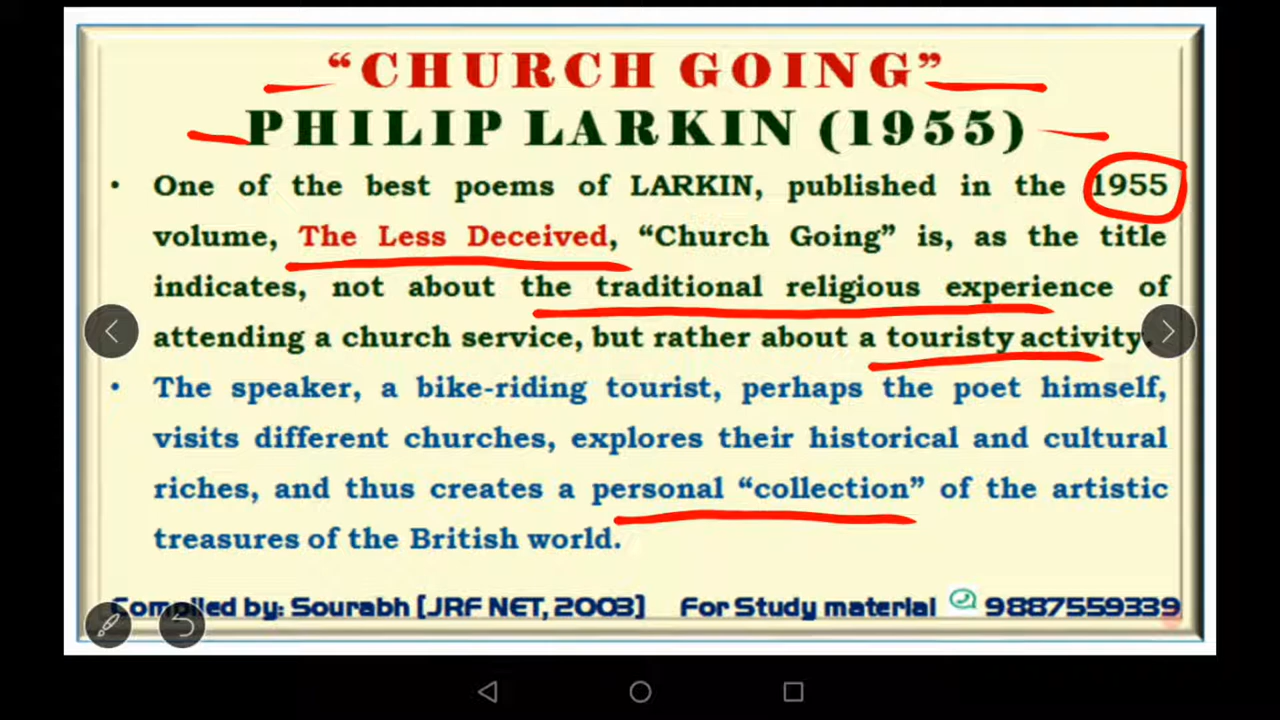 “CHURCH GOING”
PHILIP LARKIN (1955)
• One of the best poems of LARKIN, published in the 1955
volume, The Less Deceived, “Church Going” is, as the title
indicates, not about the traditional religious experience of
attending a church service, but rather about a touristy activity.
• The speaker, a bike-riding tourist, perhaps the poet himself,
visits different churches, explores their historical and cultural
riches, and thus creates a personal “collection” of the artistic
treasures of the British world.
Compiled by: Sourabh [JRF NET, 2003] For Study material 9887559339